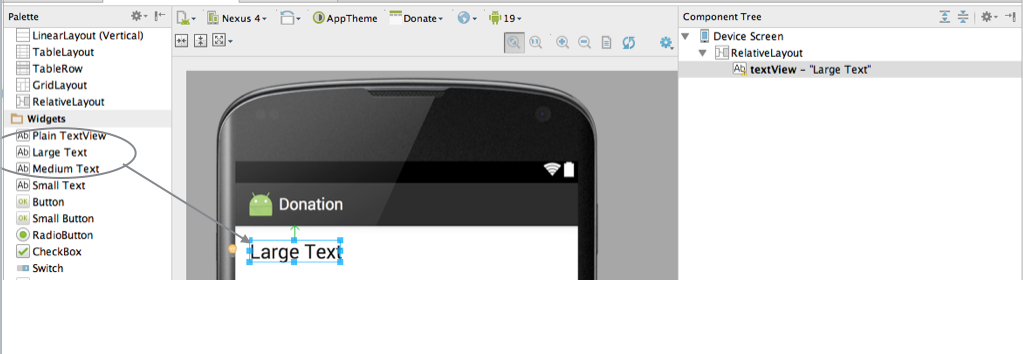 Palette
Nexus 4
AppTheme
Donate
19
Component Tree
LinearLayout (Vertical)
TableLayout
TableRow
GridLayout
RelativeLayout
Widgets
Ab Plain TextView
Ab Large Text
Ab Medium Text
Ab Small Text
OK Button
OK Small Button
RadioButton
CheckBox
Switch
1:1
Donation
Large Text
Device Screen
RelativeLayout
Ab textView – "Large Text"